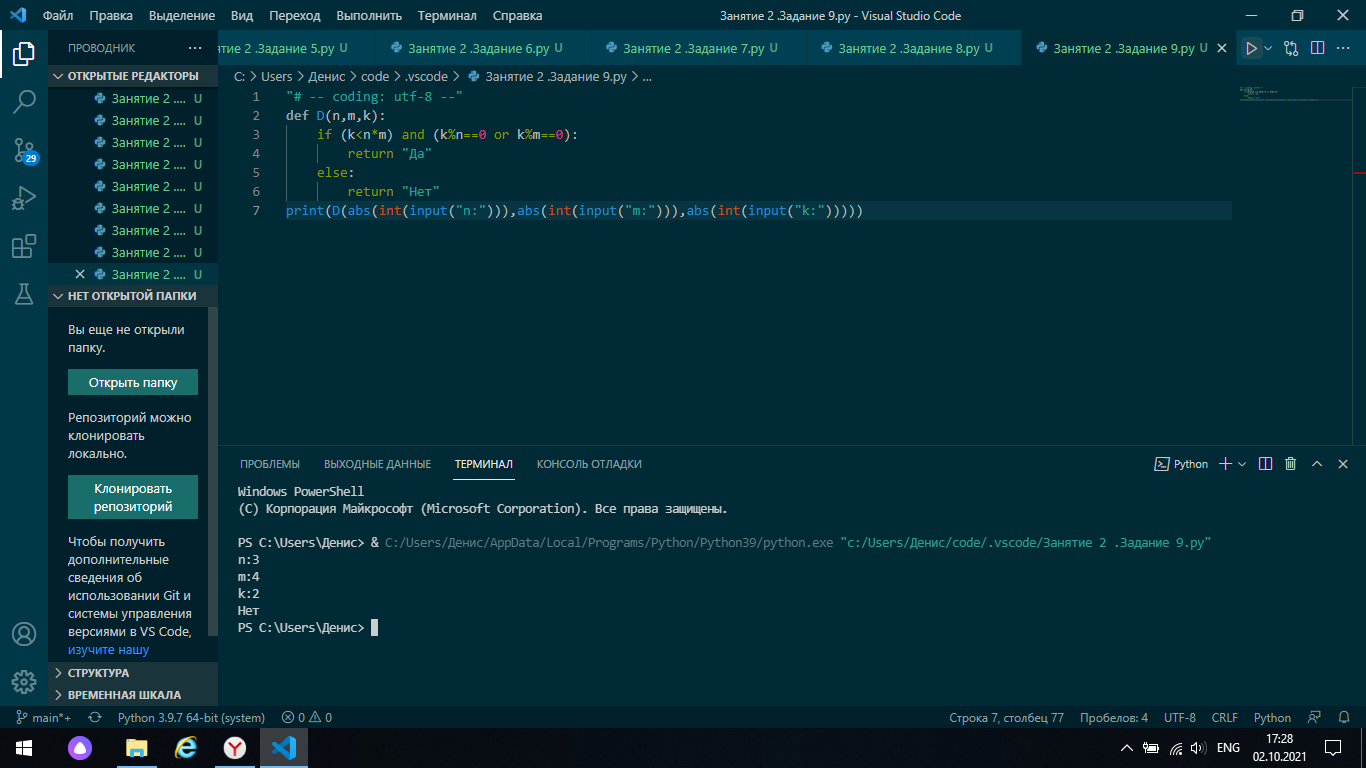 Файл Правка Выделение Вид Переход Выполнить Терминал Справка Занятие 2 .Задание 9.py - Visual Studio Code
ПРОВОДНИК ··· тие 2 .Задание 5.py U Занятие 2 .Задание 6.py U Занятие 2 .Задание 7.py U Занятие 2 .Задание 8.py U Занятие 2 .Задание 9.py U
ОТКРЫТЫЕ РЕДАКТОРЫ
Занятие 2 .... U
Занятие 2 .... U
Занятие 2 .... U
Занятие 2 .... U
Занятие 2 .... U
Занятие 2 .... U
Занятие 2 .... U
Занятие 2 .... U
Занятие 2 .... U
29
НЕТ ОТКРЫТОЙ ПАПКИ
Вы еще не открыли
папку.
Открыть папку
Репозиторий можно
клонировать
локально.
Клонировать
репозиторий
Чтобы получить
дополнительные
сведения об
использовании Git и
системы управления
версиями в VS Code,
изучите нашу
СТРУКТУРА
ВРЕМЕННАЯ ШКАЛА
C: > Users > Денис > code > .vscode > Занятие 2 .Задание 9.py > ...
1 "# -- coding: utf-8 --"
2 def D(n,m,k):
3 if (k<n*m) and (k%n==0 or k%m==0):
4 return "Да"
5 else:
6 return "Нет"
7 print(D(abs(int(input("n:"))),abs(int(input("m:"))),abs(int(input("k:")))))
ПРОБЛЕМЫ ВЫХОДНЫЕ ДАННЫЕ ТЕРМИНАЛ КОНСОЛЬ ОТЛАДКИ Python
Windows PowerShell
(C) Корпорация Майкрософт (Microsoft Corporation). Все права защищены.
PS C:\Users\Денис> & C:/Users/Денис/AppData/Local/Programs/Python/Python39/python.exe "c:/Users/Денис/code/.vscode/Занятие 2 .Задание 9.py"
n:3
m:4
k:2
Нет
PS C:\Users\Денис>
main*+ Python 3.9.7 64-bit (system) 0 0 Строка 7, столбец 77 Пробелов: 4 UTF-8 CRLF Python
ENG 17:28
02.10.2021